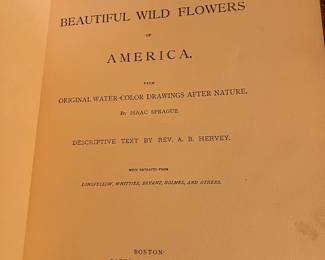 BEAUTIFUL WILD FLOWERS
OF
AMERICA.
FROM
ORIGINAL WATER-COLOR DRAWINGS AFTER NATURE,
By ISAAC SPRAGUE.
DESCRIPTIVE TEXT BY REV. A. B. HERVEY.
WITH EXTRACTS FROM
LONGFELLOW, WHITTIER, BRYANT, HOLMES, AND OTHERS.
BOSTON: